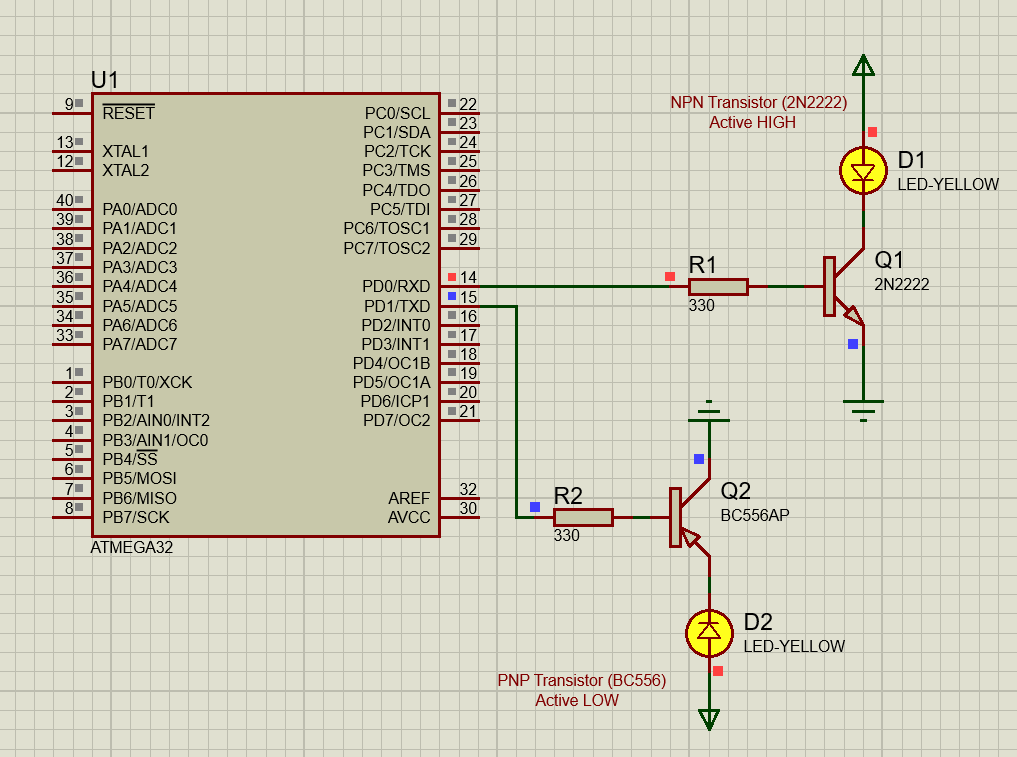 U1
9
RESET
13
XTAL1
12
XTAL2
40
PA0/ADC0
39
PA1/ADC1
38
PA2/ADC2
37
PA3/ADC3
36
PA4/ADC4
35
PA5/ADC5
34
PA6/ADC6
33
PA7/ADC7
1
PB0/T0/XCK
2
PB1/T1
3
PB2/AIN0/INT2
4
PB3/AIN1/OC0
5
PB4/SS
6
PB5/MOSI
7
PB6/MISO
8
PB7/SCK
PC0/SCL
22
PC1/SDA
23
PC2/TCK
24
PC3/TMS
25
PC4/TDO
26
PC5/TDI
27
PC6/TOSC1
28
PC7/TOSC2
29
PD0/RXD
14
PD1/TXD
15
PD2/INT0
16
PD3/INT1
17
PD4/OC1B
18
PD5/OC1A
19
PD6/ICP1
20
PD7/OC2
21
AREF
32
AVCC
30
ATMEGA32
NPN Transistor (2N2222)
Active HIGH
D1
LED-YELLOW
R1
330
Q1
2N2222
R2
330
Q2
BC556AP
D2
LED-YELLOW
PNP Transistor (BC556)
Active LOW